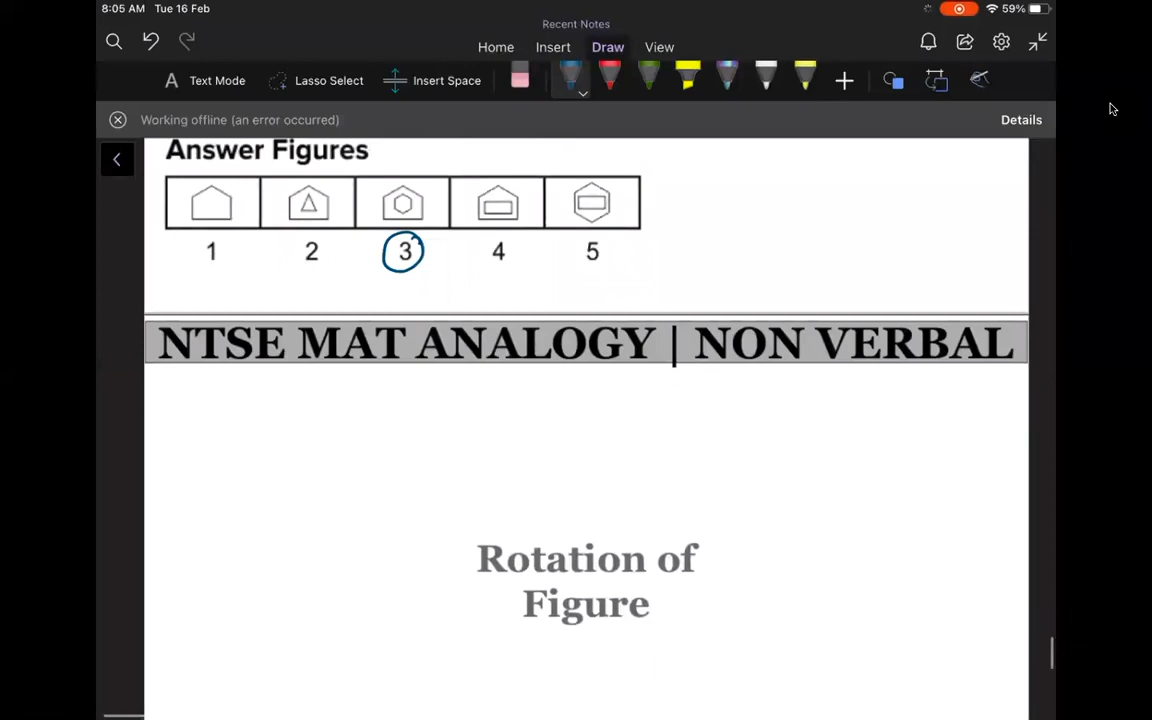 8:05 AM Tue 16 Feb
59%
Recent Notes
Home Insert Draw View
Text Mode Lasso Select Insert Space
Working offline (an error occurred) Details
Answer Figures
1 2 3 4 5
NTSE MAT ANALOGY | NON VERBAL
Rotation of
Figure